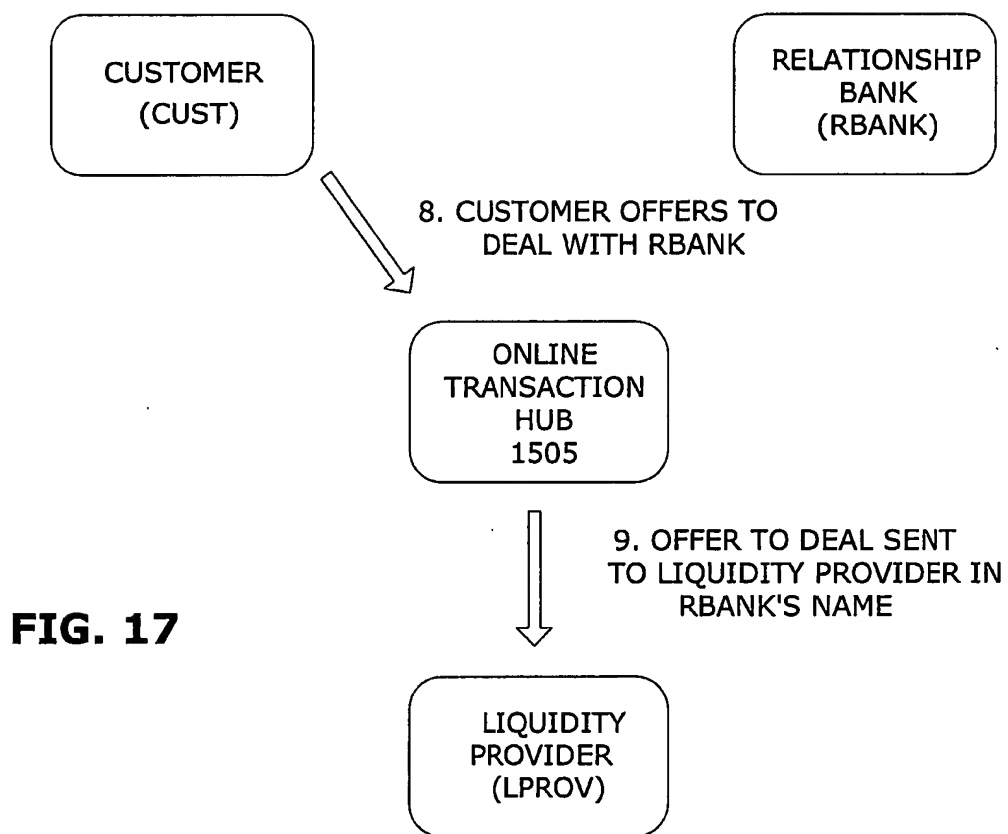 CUSTOMER
(CUST)
RELATIONSHIP
BANK
(RBANK)
8. CUSTOMER OFFERS TO
DEAL WITH RBANK
ONLINE
TRANSACTION
HUB
1505
9. OFFER TO DEAL SENT
TO LIQUIDITY PROVIDER IN
RBANK'S NAME
FIG. 17
LIQUIDITY
PROVIDER
(LPROV)